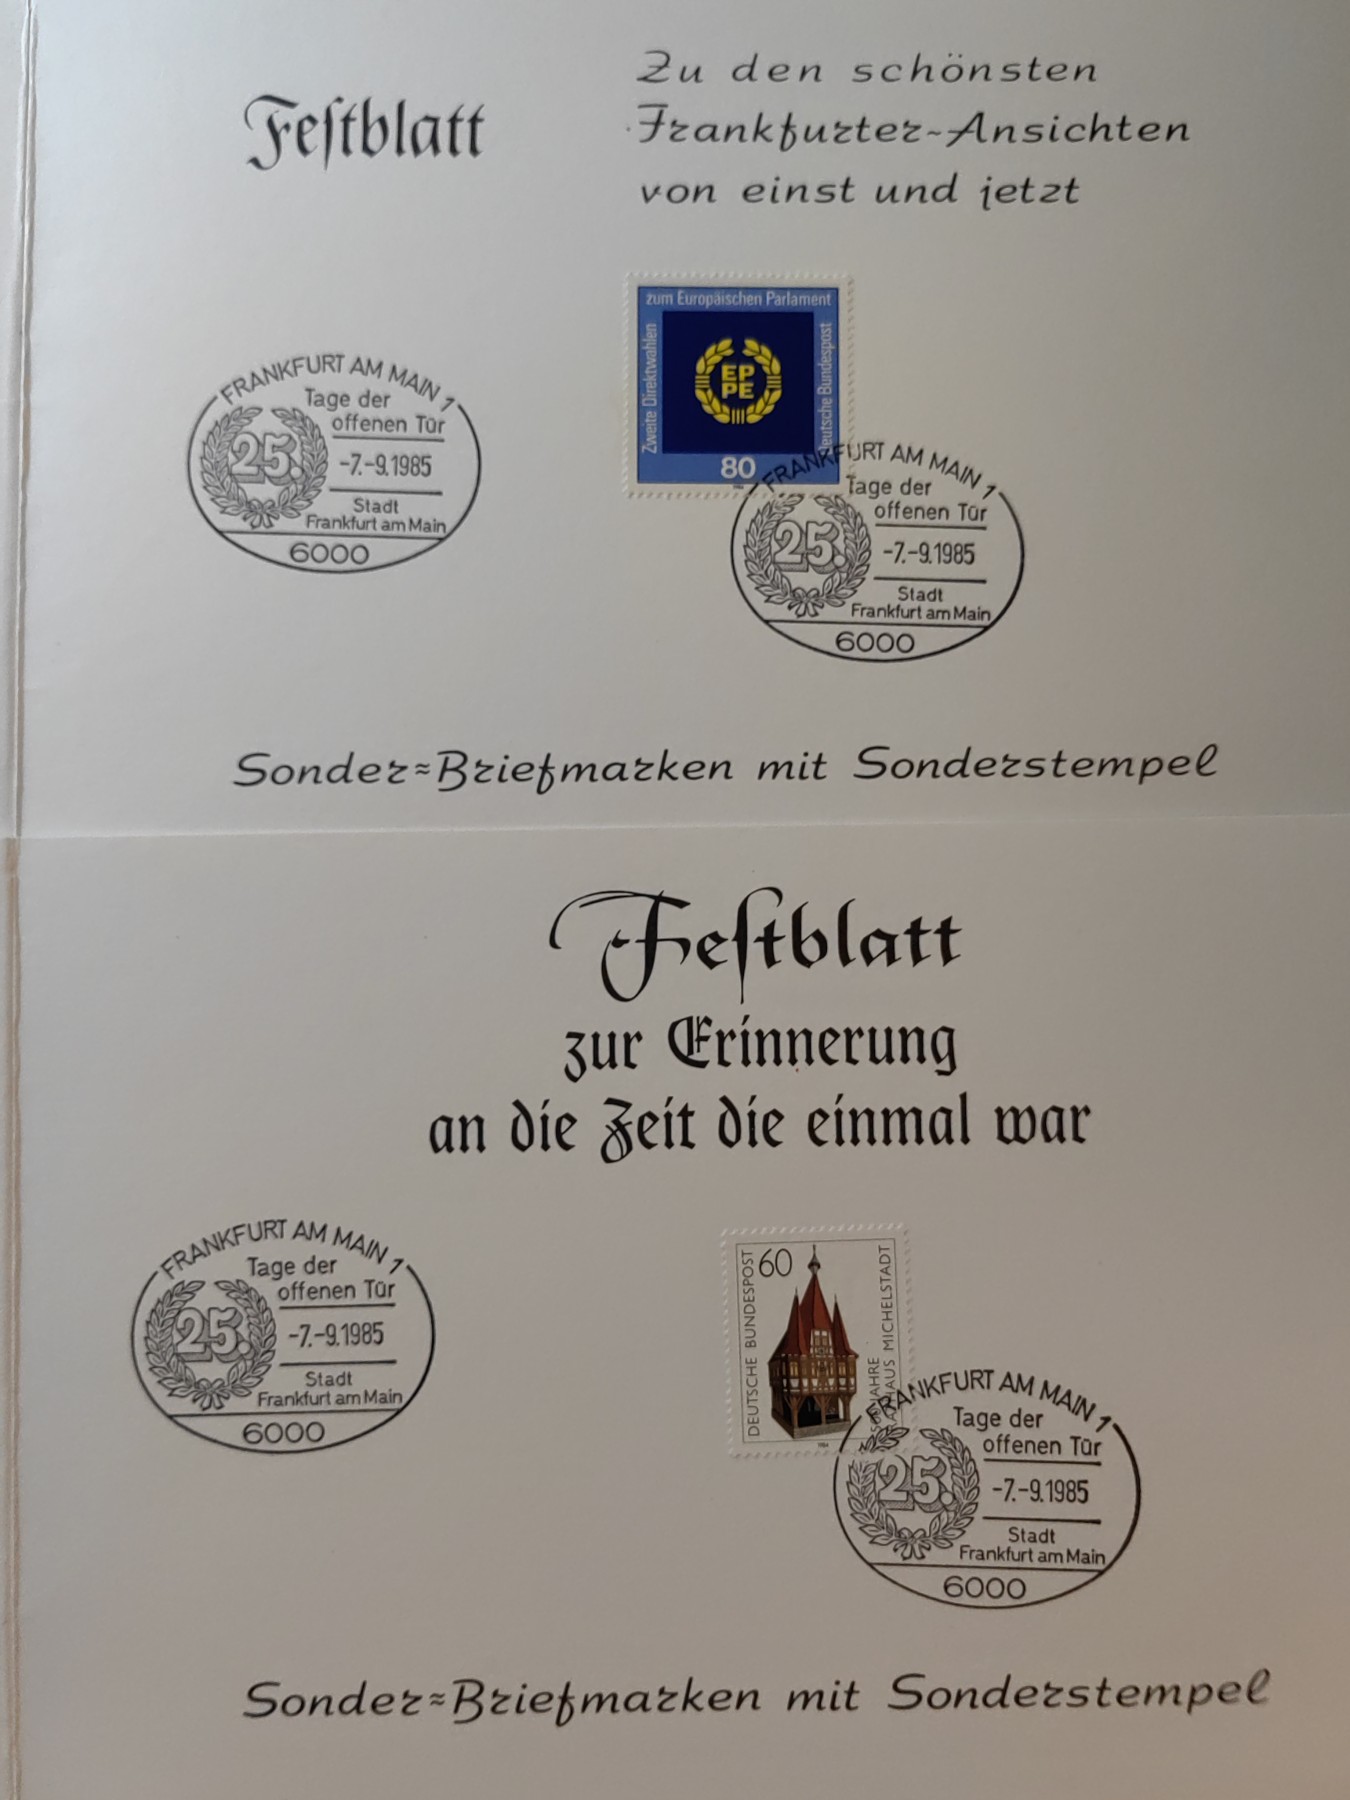 Festblatt
Zu den schönsten
Frankfurter-Ansichten
von einst und jetzt
zum Europäischen Parlament
Zweite Direktwahlen
Deutsche Bundespost
EP
PE
80
FRANKFURT AM MAIN 1
Tage der
offenen Tür
25.
-7.-9.1985
Stadt
Frankfurt am Main
6000
FRANKFURT AM MAIN 1
Tage der
offenen Tür
25.
-7.-9.1985
Stadt
Frankfurt am Main
6000
Sonder=Briefmarken mit Sonderstempel
Feſtblatt
zur Erinnerung
an die Zeit die einmal war
FRANKFURT AM MAIN 1
Tage der
offenen Tür
25.
-7.-9.1985
Stadt
Frankfurt am Main
6000
60
DEUTSCHE BUNDESPOST
JAHRE
MICHELSTADT
1984
FRANKFURT AM MAIN 1
Tage der
offenen Tür
25.
-7.-9.1985
Stadt
Frankfurt am Main
6000
Sonder=Briefmarken mit Sonderstempel